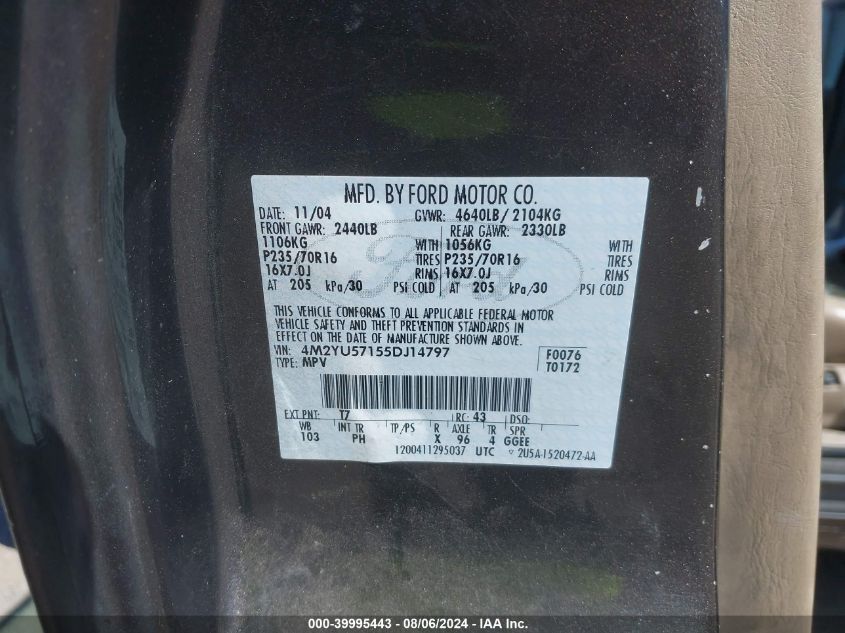 MFD. BY FORD MOTOR CO.
DATE: 11/04 GVWR: 4640LB/2104KG
FRONT GAWR: 2440LB REAR GAWR: 2330LB
1106KG WITH 1056KG WITH
P235/70R16 TIRES P235/70R16 TIRES
16X7.0J RIMS 16X7.0J RIMS
AT 205 kPa/30 PSI COLD AT 205 kPa/30 PSI COLD
THIS VEHICLE CONFORMS TO ALL APPLICABLE FEDERAL MOTOR
VEHICLE SAFETY AND THEFT PREVENTION STANDARDS IN
EFFECT ON THE DATE OF MANUFACTURE SHOWN ABOVE.
VIN: 4M2YU57155DJ14797 F0076
TYPE: MPV T0172
EXT PNT: T7 RC: 43 DSO:
WB INT TR TP/PS R AXLE TR SPR
103 PH X 96 4 GGEE
1200411295037 UTC ▽ 2U5A-1520472-AA
Ford
000-39995443 - 08/06/2024 - IAA Inc.